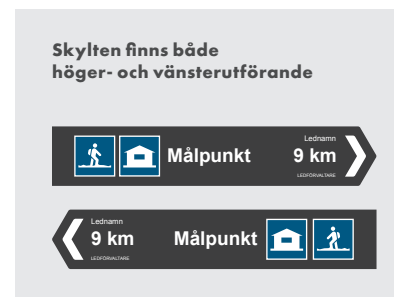 Skylten finns både
höger- och vänsterutförande
Målpunkt
Lednamn
9 km
LEDFÖRVALTARE
Lednamn
9 km
LEDFÖRVALTARE
Målpunkt